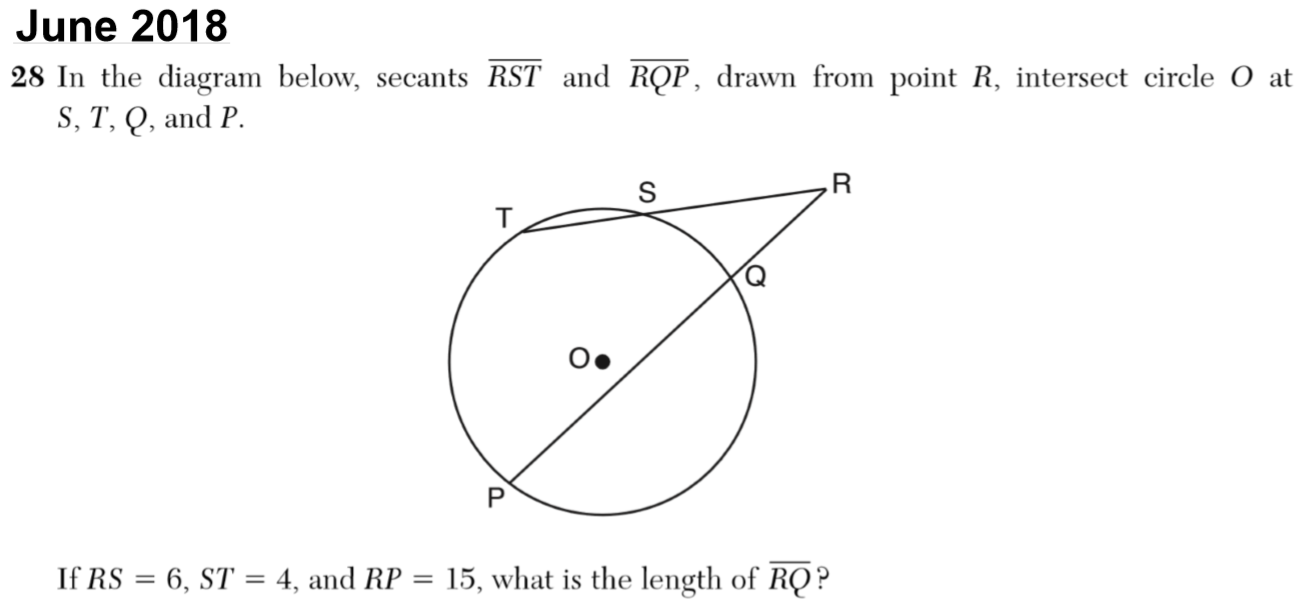 June 2018
28 In the diagram below, secants RST and RQP, drawn from point R, intersect circle O at
S, T, Q, and P.
S
R
T
Q
O
P
If RS = 6, ST = 4, and RP = 15, what is the length of RQ?